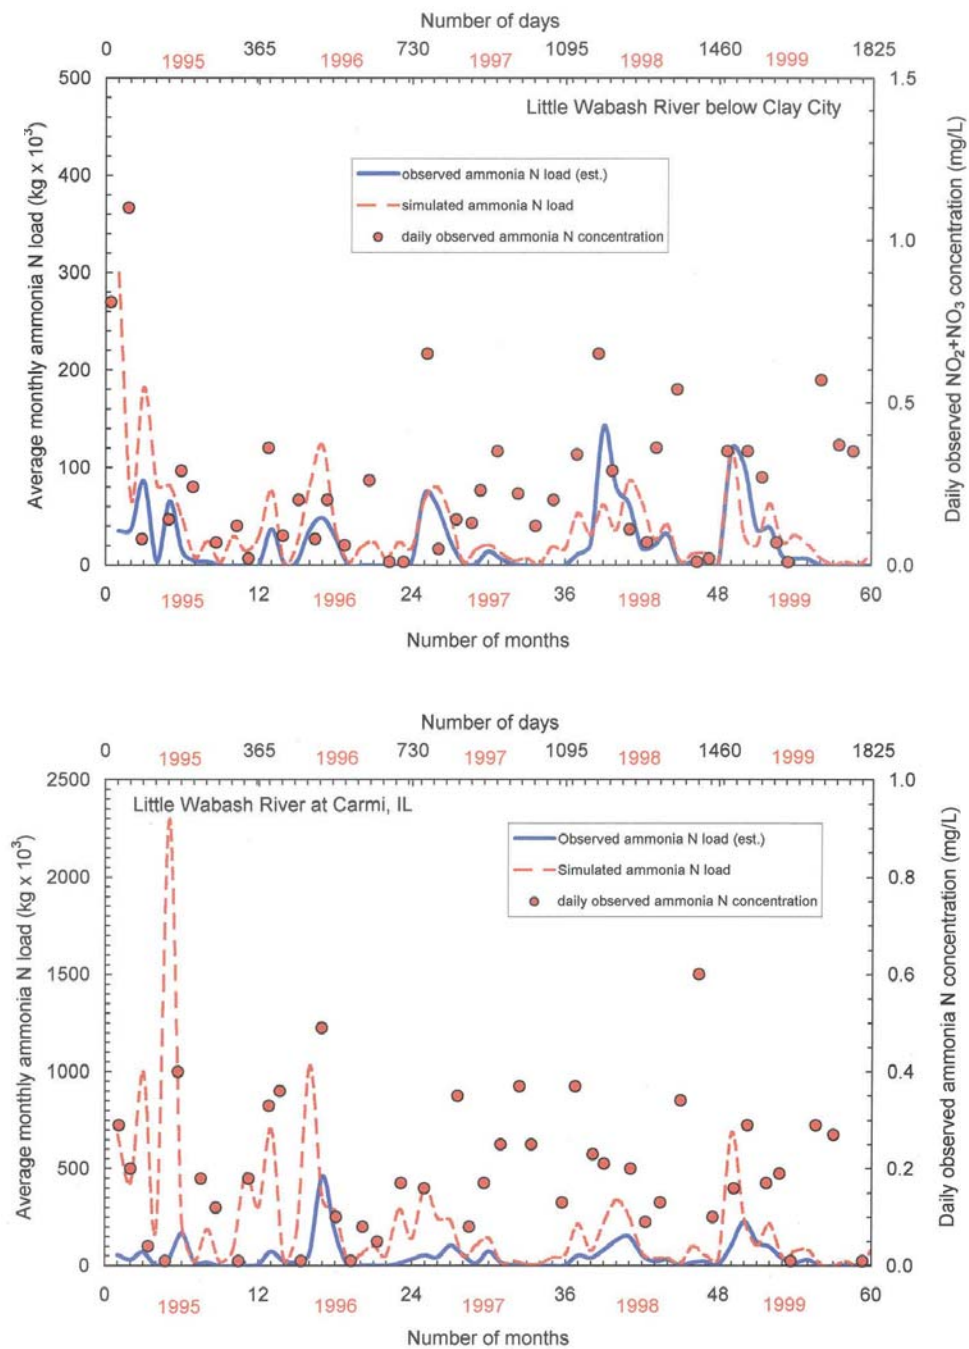 Number of days
0 365 730 1095 1460 1825
1995 1996 1997 1998 1999
500 1.5
Little Wabash River below Clay City
observed ammonia N load (est.)
400
simulated ammonia N load
daily observed ammonia N concentration
1.0
300
200
0.5
100
0 0.0
0 12 24 36 48 60
1995 1996 1997 1998 1999
Number of months
Average monthly ammonia N load (kg x 10³)
Daily observed NO₂+NO₃ concentration (mg/L)
Number of days
0 365 730 1095 1460 1825
1995 1996 1997 1998 1999
2500 1.0
Little Wabash River at Carmi, IL
Observed ammonia N load (est.)
Simulated ammonia N load
2000 0.8
daily observed ammonia N concentration
1500 0.6
1000 0.4
500 0.2
0 0.0
0 12 24 36 48 60
1995 1996 1997 1998 1999
Number of months
Average monthly ammonia N load (kg x 10³)
Daily observed ammonia N concentration (mg/L)